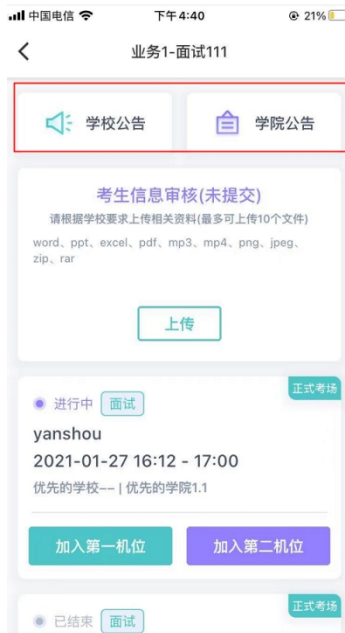 中国电信 下午4:40 21%
业务1-面试111
学校公告 学院公告
考生信息审核(未提交)
请根据学校要求上传相关资料(最多可上传10个文件)
word、ppt、excel、pdf、mp3、mp4、png、jpeg、
zip、rar
上传
正式考场
进行中 面试
yanshou
2021-01-27 16:12 - 17:00
优先的学校-- | 优先的学院1.1
加入第一机位 加入第二机位
正式考场
已结束 面试